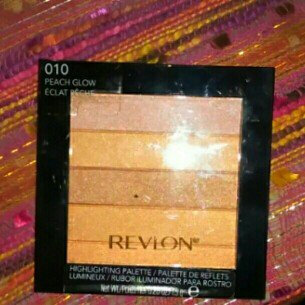 010
PEACH GLOW
ÉCLAT PÊCHE
REVLON®
HIGHLIGHTING PALETTE / PALETTE DE REFLETS
LUMINEUX / RUBOR ILUMINADOR PARA ROSTRO